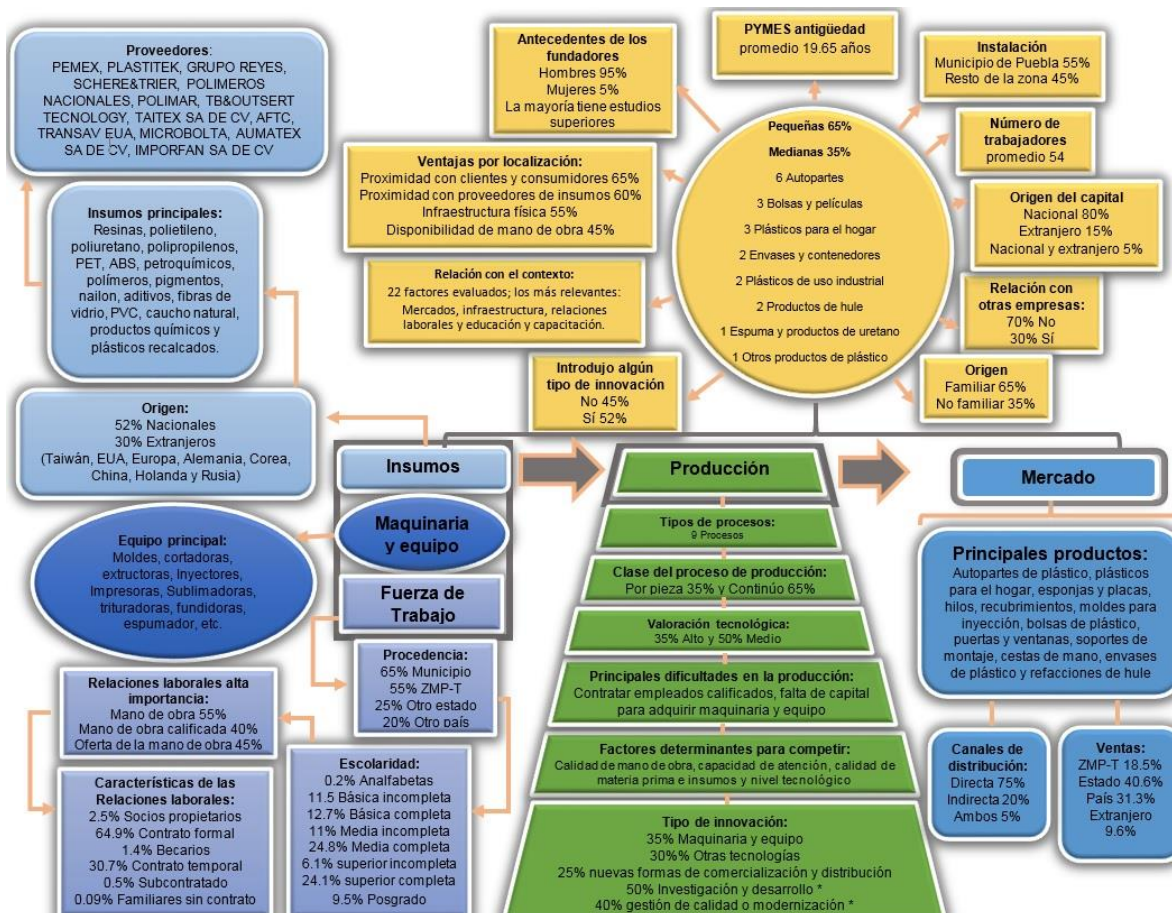 Proveedores:
PEMEX, PLASTITEK, GRUPO REYES,
SCHERE&TRIER, POLIMEROS
NACIONALES, POLIMAR, TB&OUTSERT
TECNOLOGY, TAITEX SA DE CV, AFTC,
TRANSAV EUA, MICROBOLTA, AUMATEX
SA DE CV, IMPORFAN SA DE CV
Insumos principales:
Resinas, polietileno,
poliuretano, polipropilenos,
PET, ABS, petroquímicos,
polímeros, pigmentos,
nailon, aditivos, fibras de
vidrio, PVC, caucho natural,
productos químicos y
plásticos recalcados.
Origen:
52% Nacionales
30% Extranjeros
(Taiwán, EUA, Europa, Alemania, Corea,
China, Holanda y Rusia)
Equipo principal:
Moldes, cortadoras,
extructoras, Inyectores,
Impresoras, Sublimadoras,
trituradoras, fundidoras,
espumador, etc.
Antecedentes de los
fundadores
Hombres 95%
Mujeres 5%
La mayoría tiene estudios
superiores
PYMES antigüedad
promedio 19.65 años
Instalación
Municipio de Puebla 55%
Resto de la zona 45%
Número de
trabajadores
promedio 54
Ventajas por localización:
Proximidad con clientes y consumidores 65%
Proximidad con proveedores de insumos 60%
Infraestructura física 55%
Disponibilidad de mano de obra 45%
Relación con el contexto:
22 factores evaluados; los más relevantes:
Mercados, infraestructura, relaciones
laborales y educación y capacitación.
Introdujo algún
tipo de innovación
No 45%
Sí 52%
Pequeñas 65%
Medianas 35%
6 Autopartes
3 Bolsas y películas
3 Plásticos para el hogar
2 Envases y contenedores
2 Plásticos de uso industrial
2 Productos de hule
1 Espuma y productos de uretano
1 Otros productos de plástico
Origen del capital
Nacional 80%
Extranjero 15%
Nacional y extranjero 5%
Relación con
otras empresas:
70% No
30% Sí
Origen
Familiar 65%
No familiar 35%
Insumos
Maquinaria
y equipo
Fuerza de
Trabajo
Procedencia:
65% Municipio
55% ZMP-T
25% Otro estado
20% Otro país
Relaciones laborales alta
importancia:
Mano de obra 55%
Mano de obra calificada 40%
Oferta de la mano de obra 45%
Características de las
Relaciones laborales:
2.5% Socios propietarios
64.9% Contrato formal
1.4% Becarios
30.7% Contrato temporal
0.5% Subcontratado
0.09% Familiares sin contrato
Escolaridad:
0.2% Analfabetas
11.5 Básica incompleta
12.7% Básica completa
11% Media incompleta
24.8% Media completa
6.1% superior incompleta
24.1% superior completa
9.5% Posgrado
Producción
Tipos de procesos:
9 Procesos
Clase del proceso de producción:
Por pieza 35% y Continúo 65%
Valoración tecnológica:
35% Alto y 50% Medio
Principales dificultades en la producción:
Contratar empleados calificados, falta de capital
para adquirir maquinaria y equipo
Factores determinantes para competir:
Calidad de mano de obra, capacidad de atención, calidad de
materia prima e insumos y nivel tecnológico
Tipo de innovación:
35% Maquinaria y equipo
30%% Otras tecnologías
25% nuevas formas de comercialización y distribución
50% Investigación y desarrollo *
40% gestión de calidad o modernización *
Mercado
Principales productos:
Autopartes de plástico, plásticos
para el hogar, esponjas y placas,
hilos, recubrimientos, moldes para
inyección, bolsas de plástico,
puertas y ventanas, soportes de
montaje, cestas de mano, envases
de plástico y refacciones de hule
Canales de
distribución:
Directa 75%
Indirecta 20%
Ambos 5%
Ventas:
ZMP-T 18.5%
Estado 40.6%
País 31.3%
Extranjero
9.6%